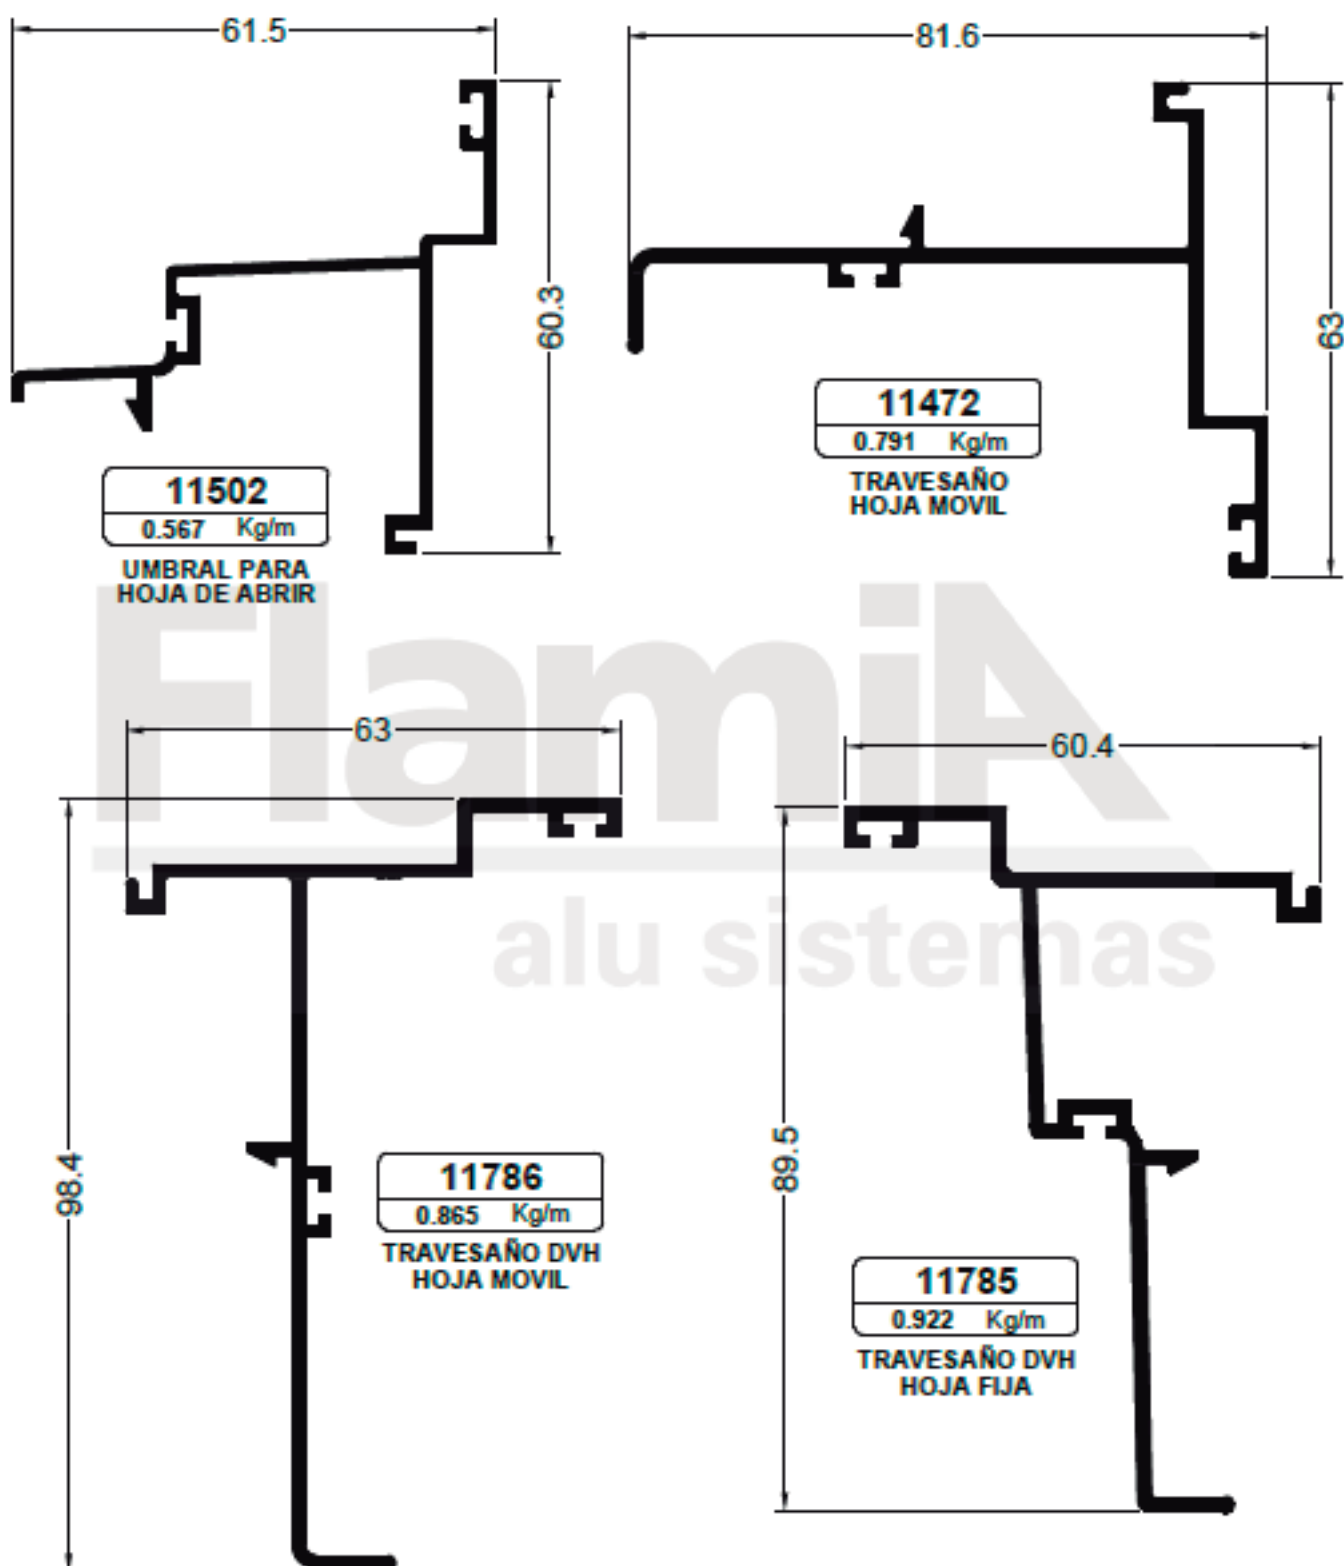 61.5
81.6
60.3
63
11472
0.791 Kg/m
TRAVESAÑO
HOJA MOVIL
11502
0.567 Kg/m
UMBRAL PARA
HOJA DE ABRIR
FlamiA
alu sistemas
63
60.4
98.4
89.5
11786
0.865 Kg/m
TRAVESAÑO DVH
HOJA MOVIL
11785
0.922 Kg/m
TRAVESAÑO DVH
HOJA FIJA